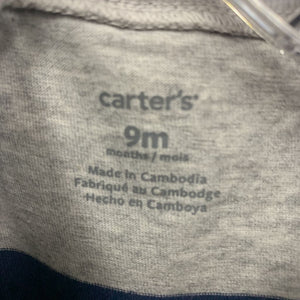 carter's
9m
months / mois
Made in Cambodia
Fabriqué au Cambodge
Hecho en Camboya